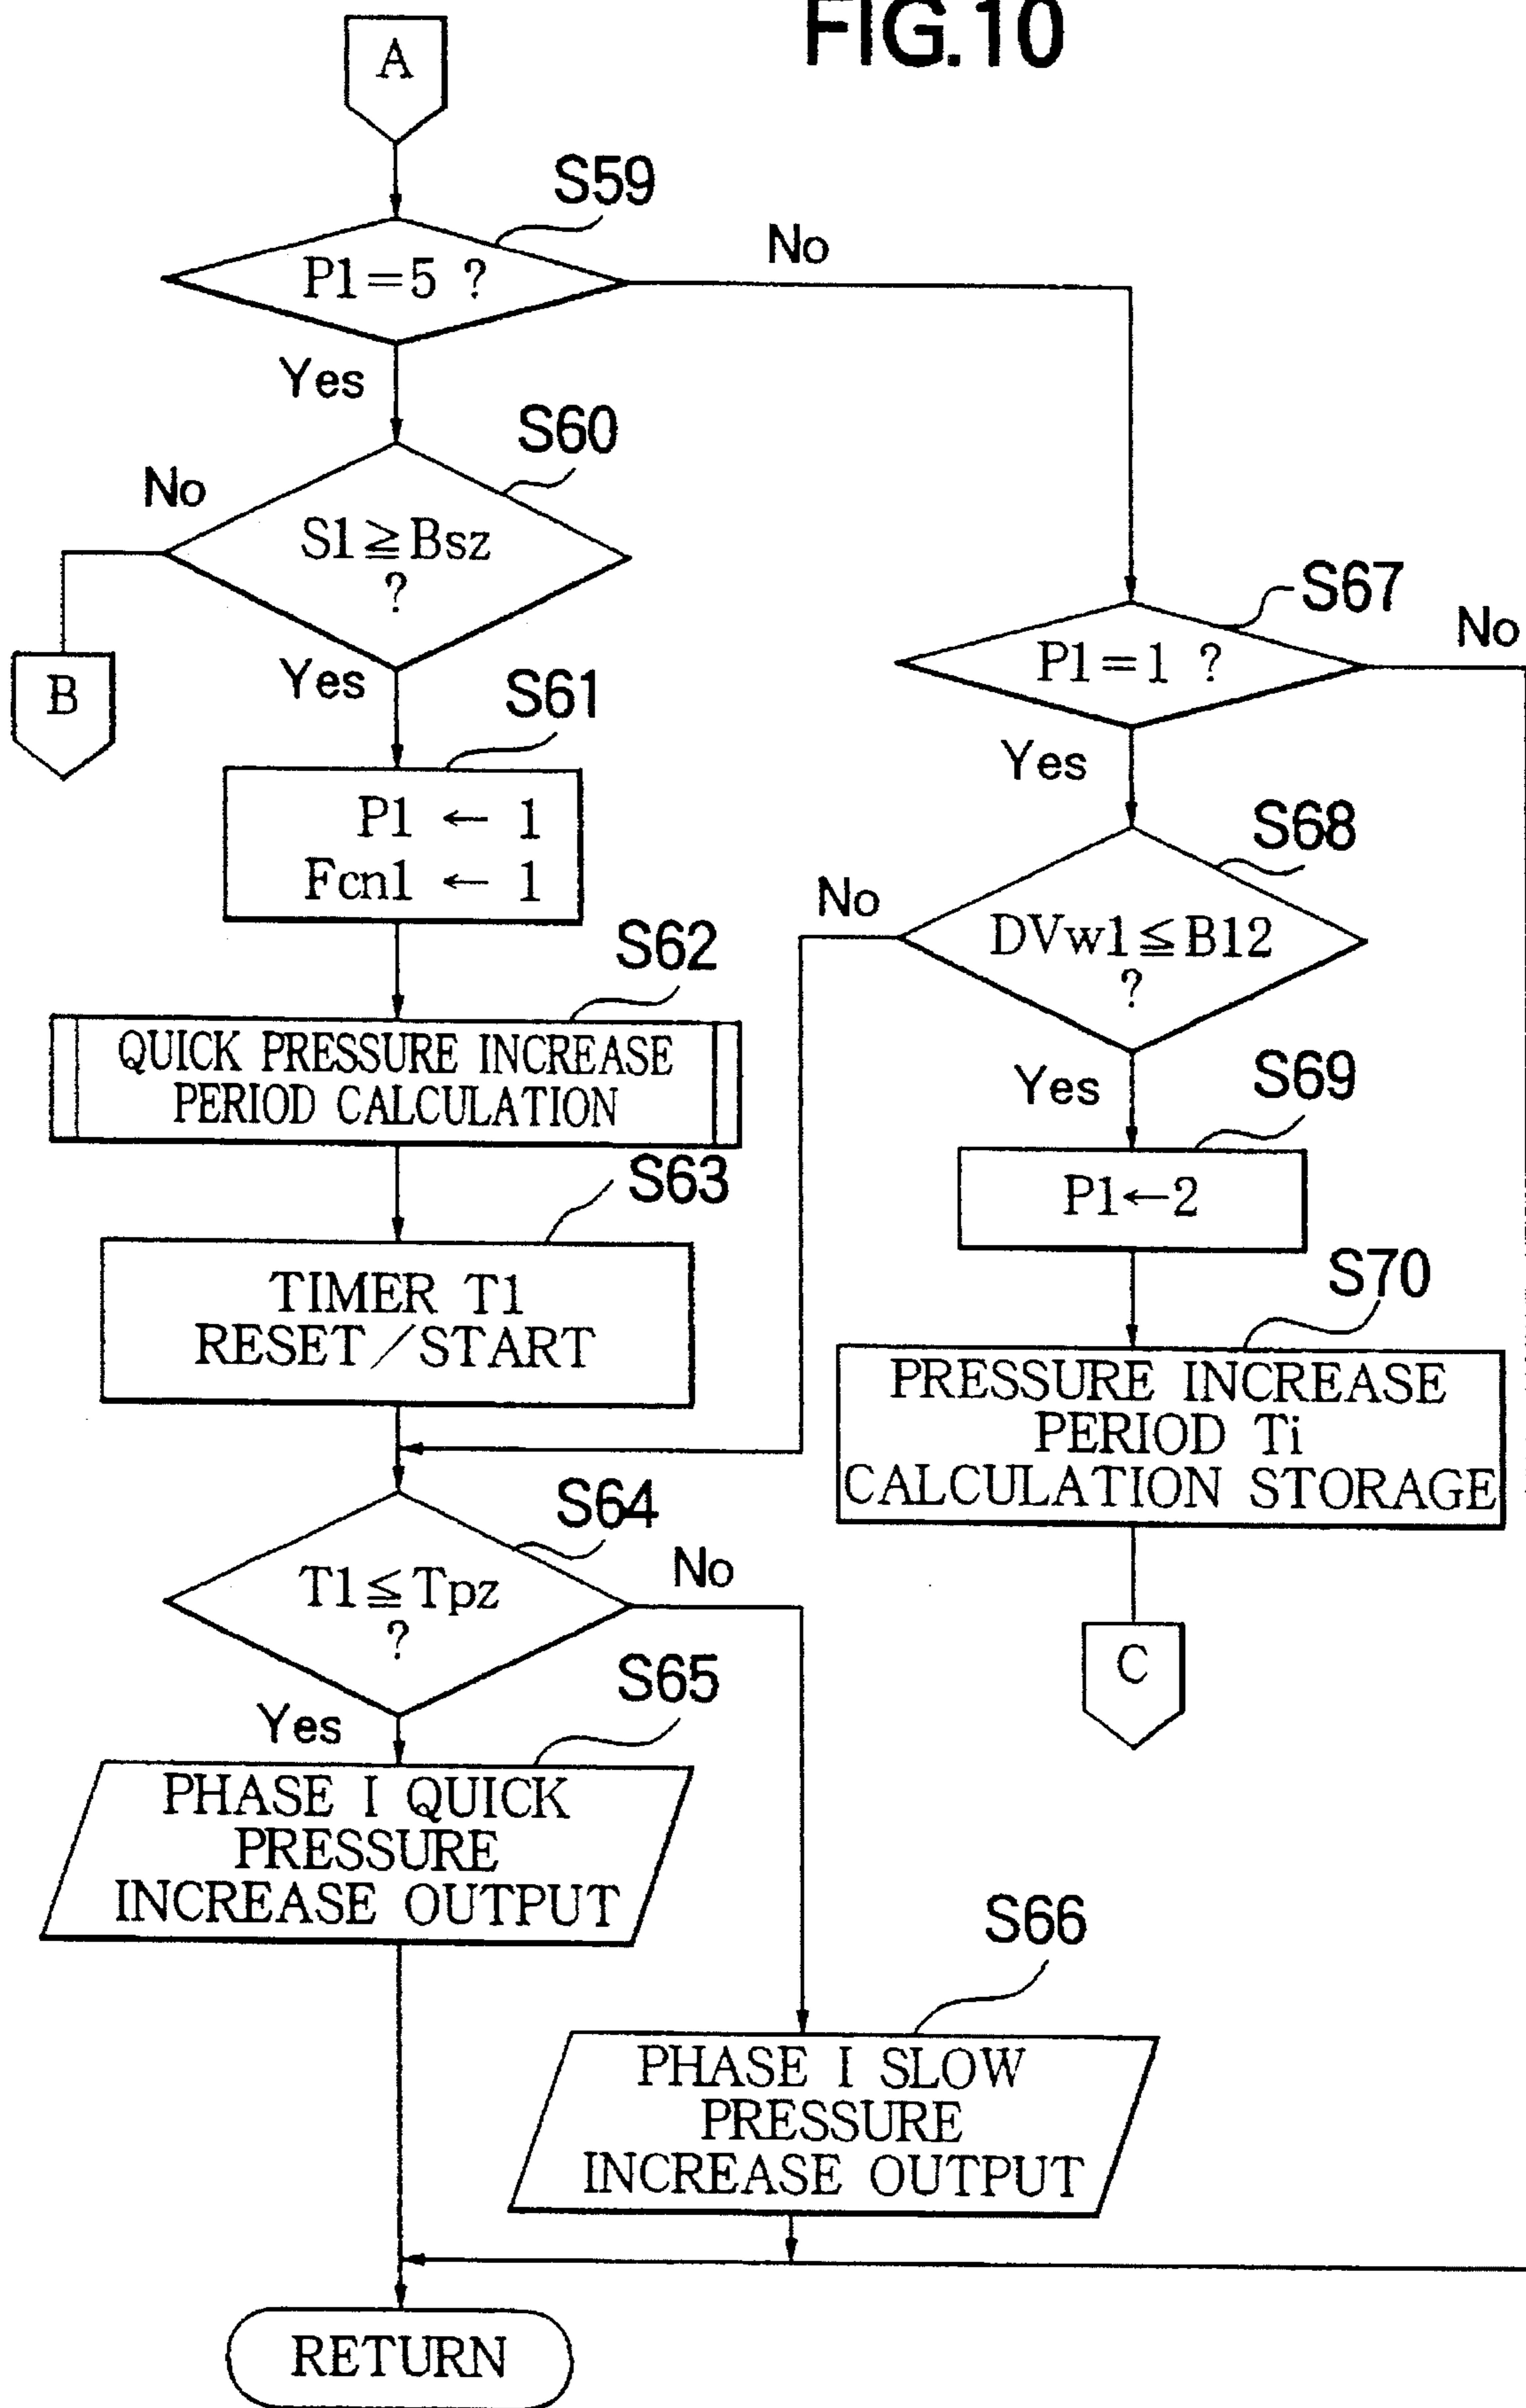 FIG.10
A
S59
P1=5 ?
No
Yes
S60
No
S1≧Bsz
?
B
Yes
S61
P1 ← 1
Fcn1 ← 1
S62
QUICK PRESSURE INCREASE
PERIOD CALCULATION
S63
TIMER T1
RESET/START
S64
T1≦Tpz
?
No
Yes
S65
PHASE I QUICK
PRESSURE
INCREASE OUTPUT
S66
PHASE I SLOW
PRESSURE
INCREASE OUTPUT
RETURN
S67
P1=1 ?
No
Yes
S68
No
DVw1≦B12
?
Yes
S69
P1←2
S70
PRESSURE INCREASE
PERIOD Ti
CALCULATION STORAGE
C